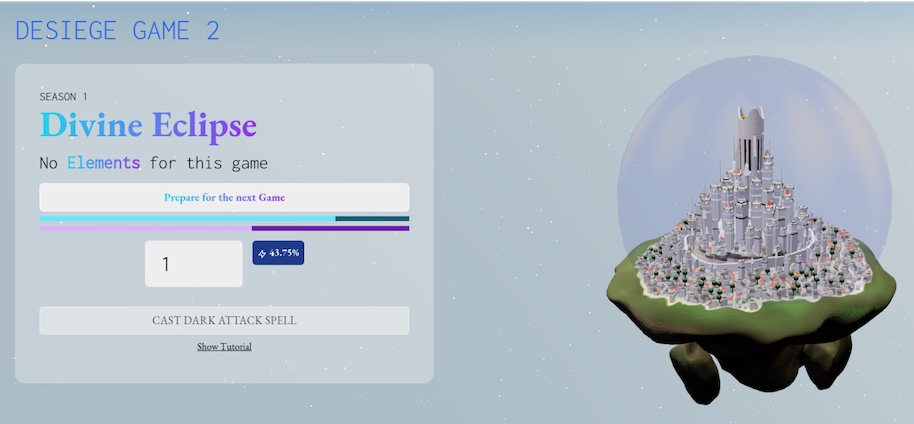 DESIEGE GAME 2
SEASON 1
Divine Eclipse
No Elements for this game
Prepare for the next Game
1
43.75%
CAST DARK ATTACK SPELL
Show Tutorial